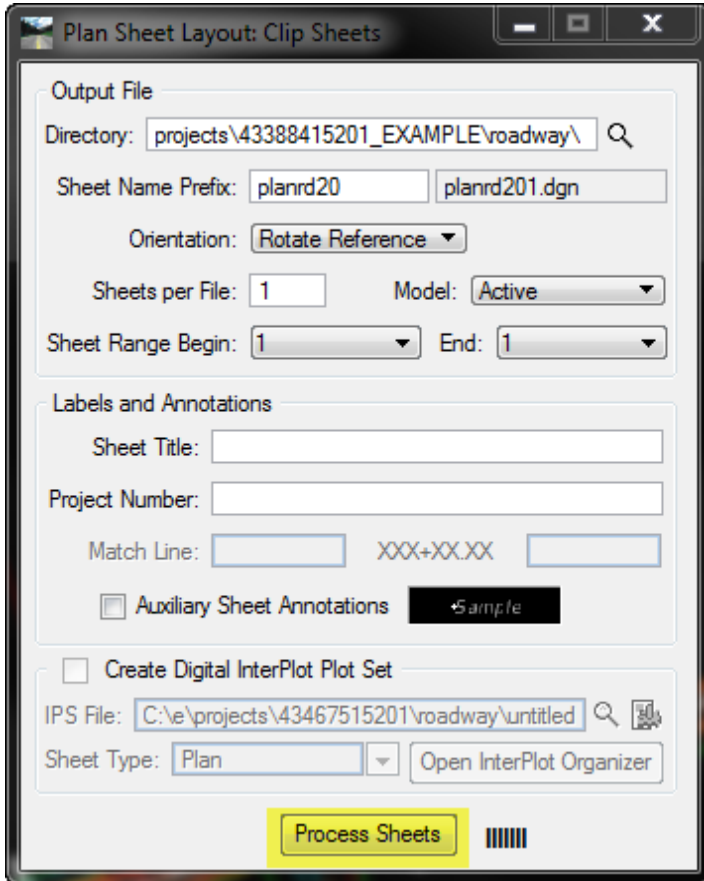 Plan Sheet Layout: Clip Sheets
Output File
Directory: projects\43388415201_EXAMPLE\roadway\
Sheet Name Prefix: planrd20 planrd201.dgn
Orientation: Rotate Reference
Sheets per File: 1 Model: Active
Sheet Range Begin: 1 End: 1
Labels and Annotations
Sheet Title:
Project Number:
Match Line: XXX+XX.XX
Auxiliary Sheet Annotations Sample
Create Digital InterPlot Plot Set
IPS File: C:\e\projects\43467515201\roadway\untitled
Sheet Type: Plan Open InterPlot Organizer
Process Sheets